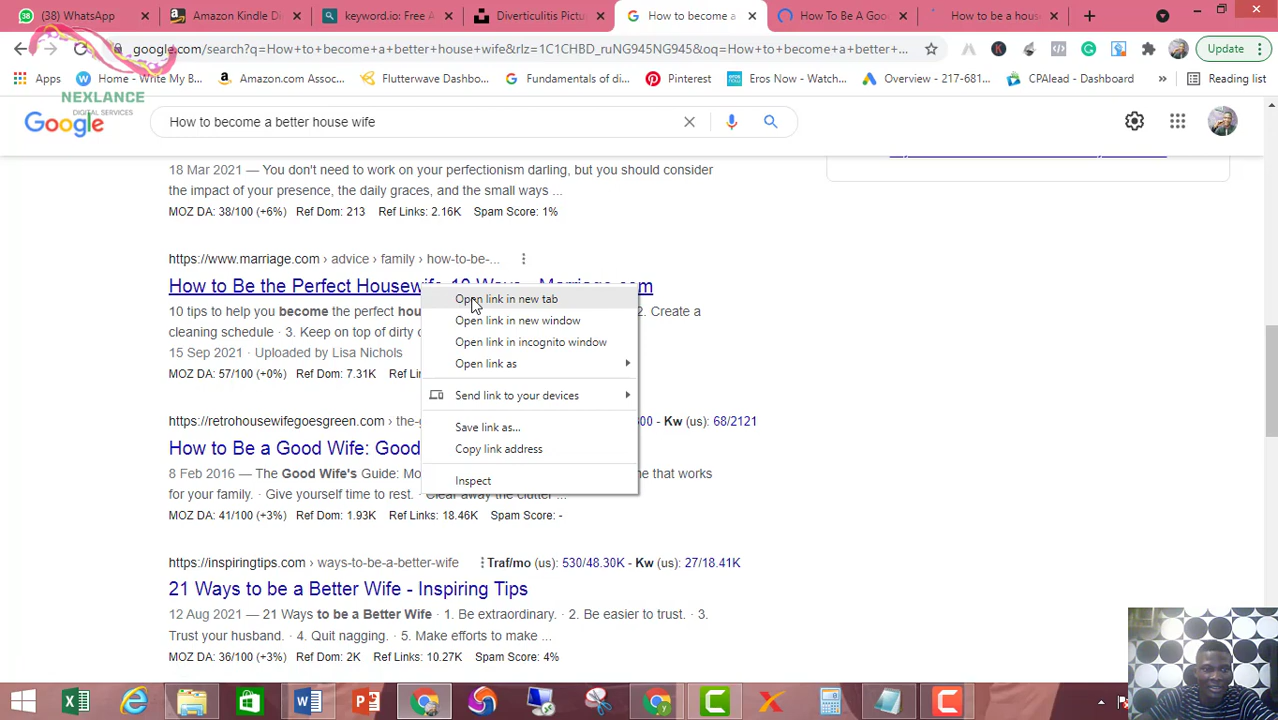 (38) WhatsApp
Amazon Kindle Di
keyword.io: Free A
Diverticulitis Pictu
How to become a
How To Be A Goo
How to be a hous
google.com/search?q=How+to+become+a+better+house+wife&rlz=1C1CHBD_ruNG945NG945&oq=How+to+become+a+better+...
Update
Apps
Home - Write My B...
Amazon.com Assoc...
Flutterwave Dashbo...
Fundamentals of di...
Pinterest
Eros Now - Watch...
Overview - 217-681...
CPAlead - Dashboard
»
Reading list
NEXLANCE
DIGITAL SERVICES
Google
How to become a better house wife
18 Mar 2021 — You don't need to work on your perfectionism darling, but you should consider
the impact of your presence, the daily graces, and the small ways ...
MOZ DA: 38/100 (+6%) Ref Dom: 213 Ref Links: 2.16K Spam Score: 1%
https://www.marriage.com › advice › family › how-to-be-...
How to Be the Perfect Housewife-10 Ways - Marriage.com
10 tips to help you become the perfect hou 2. Create a
cleaning schedule · 3. Keep on top of dirty
15 Sep 2021 · Uploaded by Lisa Nichols
MOZ DA: 57/100 (+0%) Ref Dom: 7.31K Ref Li
Open link in new tab
Open link in new window
Open link in incognito window
Open link as
Send link to your devices
Save link as...
Copy link address
Inspect
https://retrohousewifegoesgreen.com › the-g 300 - Kw (us): 68/2121
How to Be a Good Wife: Good
8 Feb 2016 — The Good Wife's Guide: Mo me that works
for your family. · Give yourself time to rest. · Clear away the clutter ...
MOZ DA: 41/100 (+3%) Ref Dom: 1.93K Ref Links: 18.46K Spam Score: -
https://inspiringtips.com › ways-to-be-a-better-wife Traf/mo (us): 530/48.30K - Kw (us): 27/18.41K
21 Ways to be a Better Wife - Inspiring Tips
12 Aug 2021 — 21 Ways to be a Better Wife · 1. Be extraordinary. · 2. Be easier to trust. · 3.
Trust your husband. · 4. Quit nagging. · 5. Make efforts to make ...
MOZ DA: 36/100 (+3%) Ref Dom: 2K Ref Links: 10.27K Spam Score: 4%